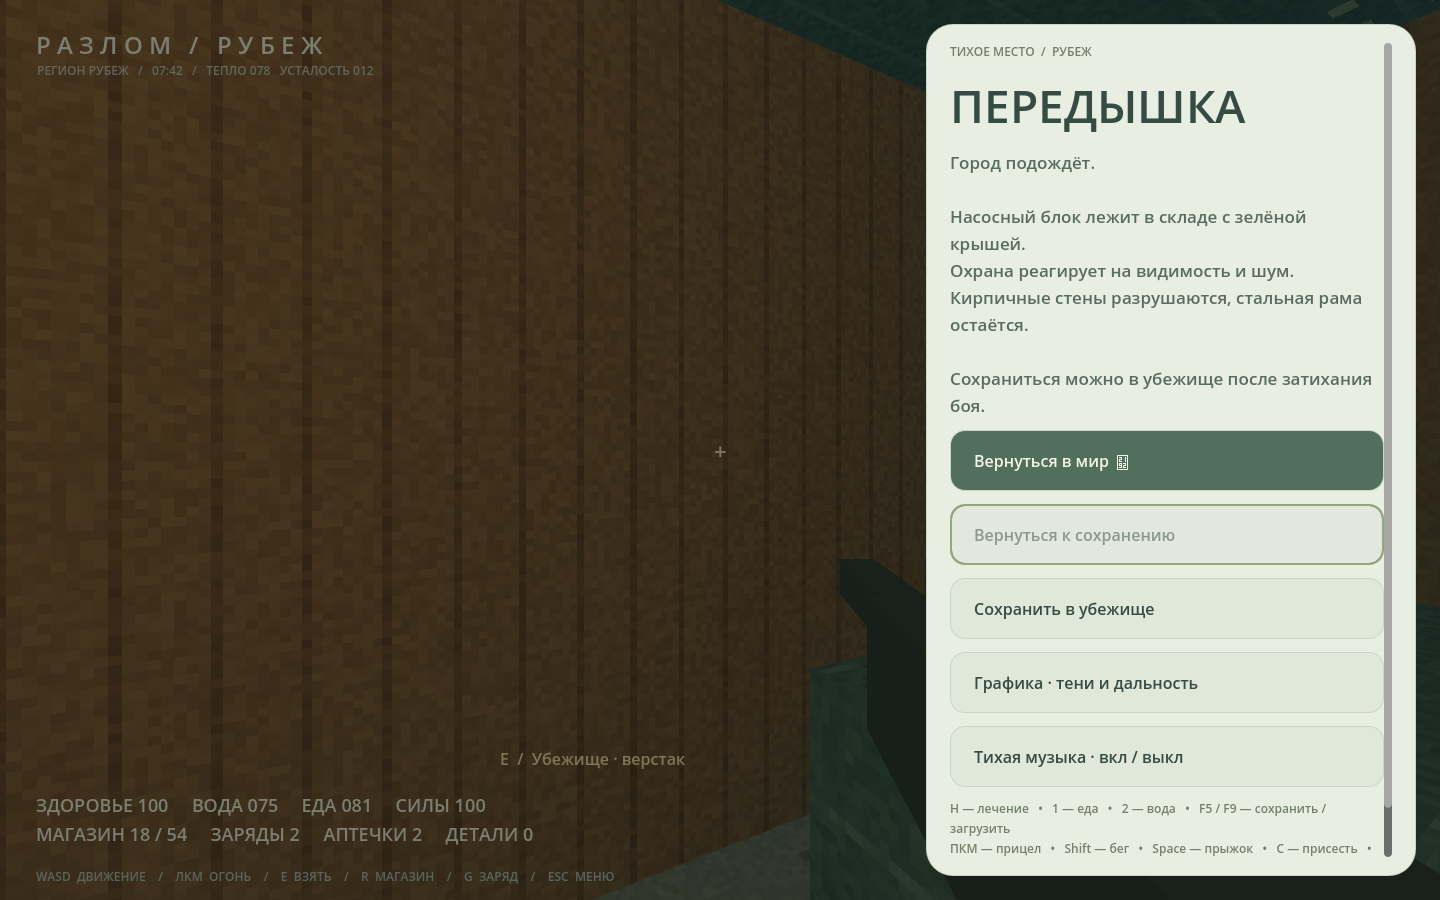 РАЗЛОМ / РУБЕЖ
РЕГИОН РУБЕЖ / 07:42 / ТЕПЛО 078 УСТАЛОСТЬ 012
ТИХОЕ МЕСТО / РУБЕЖ
ПЕРЕДЫШКА
Город подождёт.
Насосный блок лежит в складе с зелёной
крышей.
Охрана реагирует на видимость и шум.
Кирпичные стены разрушаются, стальная рама
остаётся.
Сохраниться можно в убежище после затихания
боя.
Вернуться в мир
Вернуться к сохранению
Сохранить в убежище
Графика · тени и дальность
Тихая музыка · вкл / выкл
H — лечение • 1 — еда • 2 — вода • F5 / F9 — сохранить /
загрузить
ПКМ — прицел • Shift — бег • Space — прыжок • C — присесть •
E / Убежище · верстак
ЗДОРОВЬЕ 100 ВОДА 075 ЕДА 081 СИЛЫ 100
МАГАЗИН 18 / 54 ЗАРЯДЫ 2 АПТЕЧКИ 2 ДЕТАЛИ 0
WASD ДВИЖЕНИЕ / ЛКМ ОГОНЬ / E ВЗЯТЬ / R МАГАЗИН / G ЗАРЯД / ESC МЕНЮ